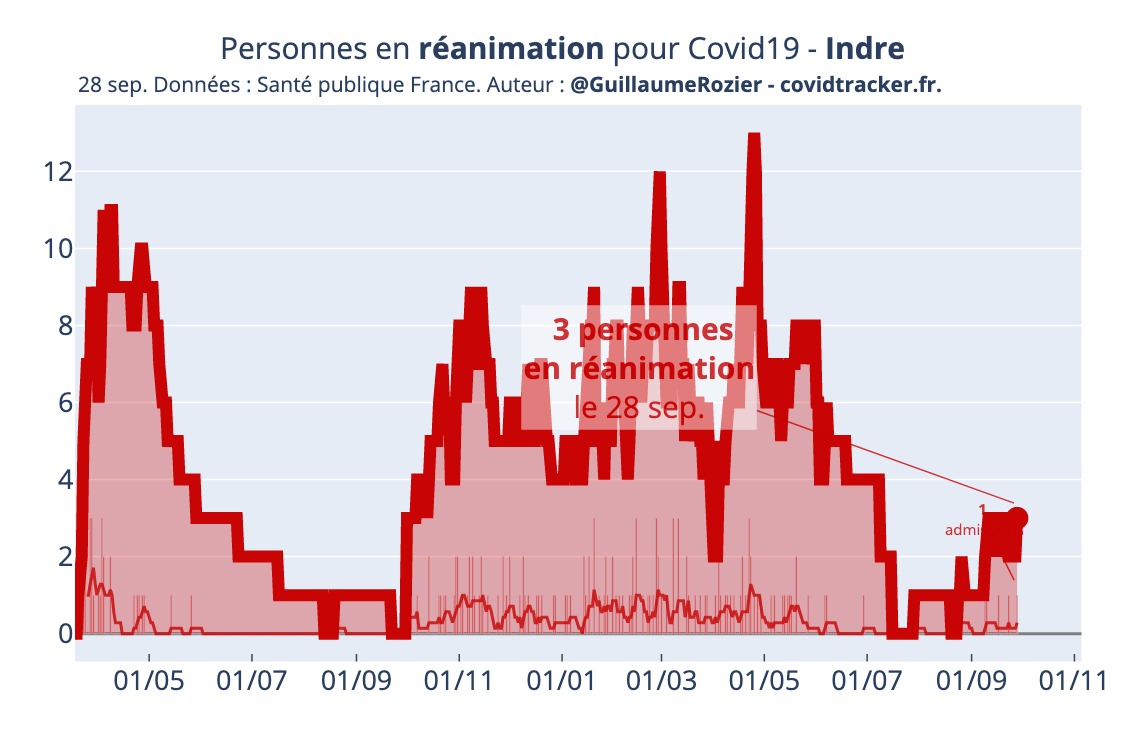 Personnes en réanimation pour Covid19 - Indre
28 sep. Données : Santé publique France. Auteur : @GuillaumeRozier - covidtracker.fr.
12
10
8
6
4
2
0
3 personnes
en réanimation
le 28 sep.
1
01/05 01/07 01/09 01/11 01/01 01/03 01/05 01/07 01/09 01/11